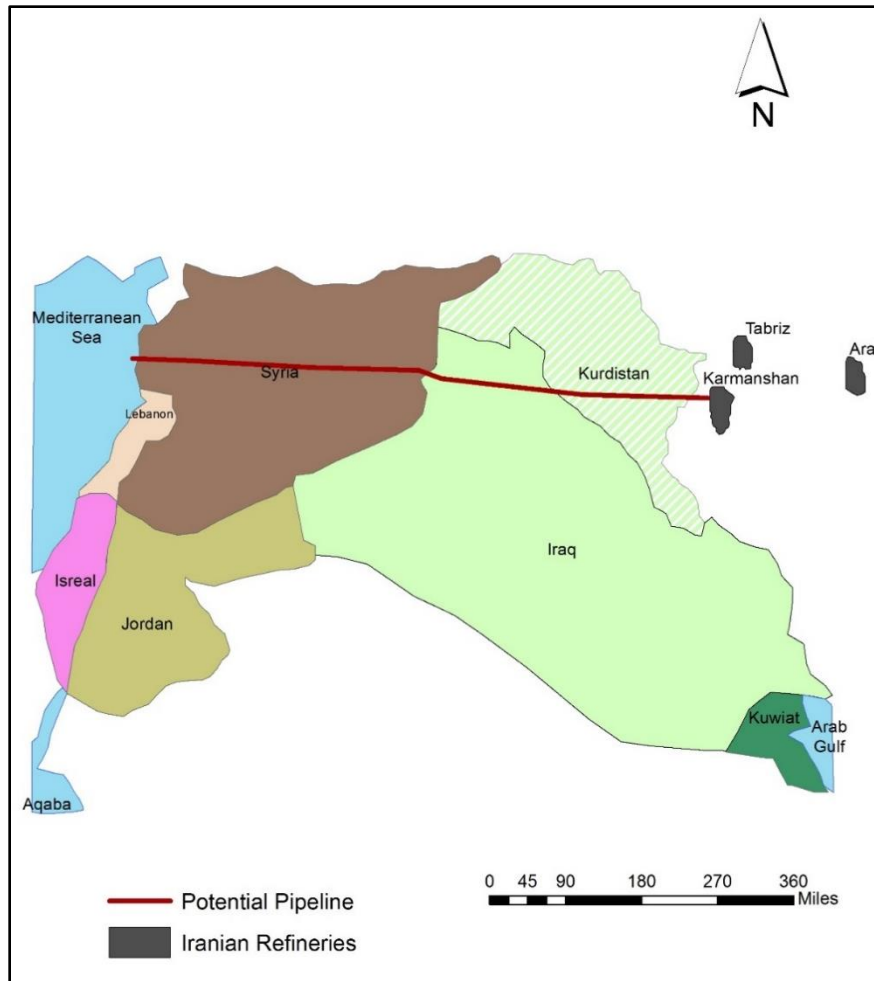 N
Mediterranean
Sea
Tabriz
Ara
Syria
Kurdistan
Karmanshan
Lebanon
Iraq
Isreal
Jordan
Kuwiat
Arab
Gulf
Aqaba
0 45 90 180 270 360
Miles
Potential Pipeline
Iranian Refineries